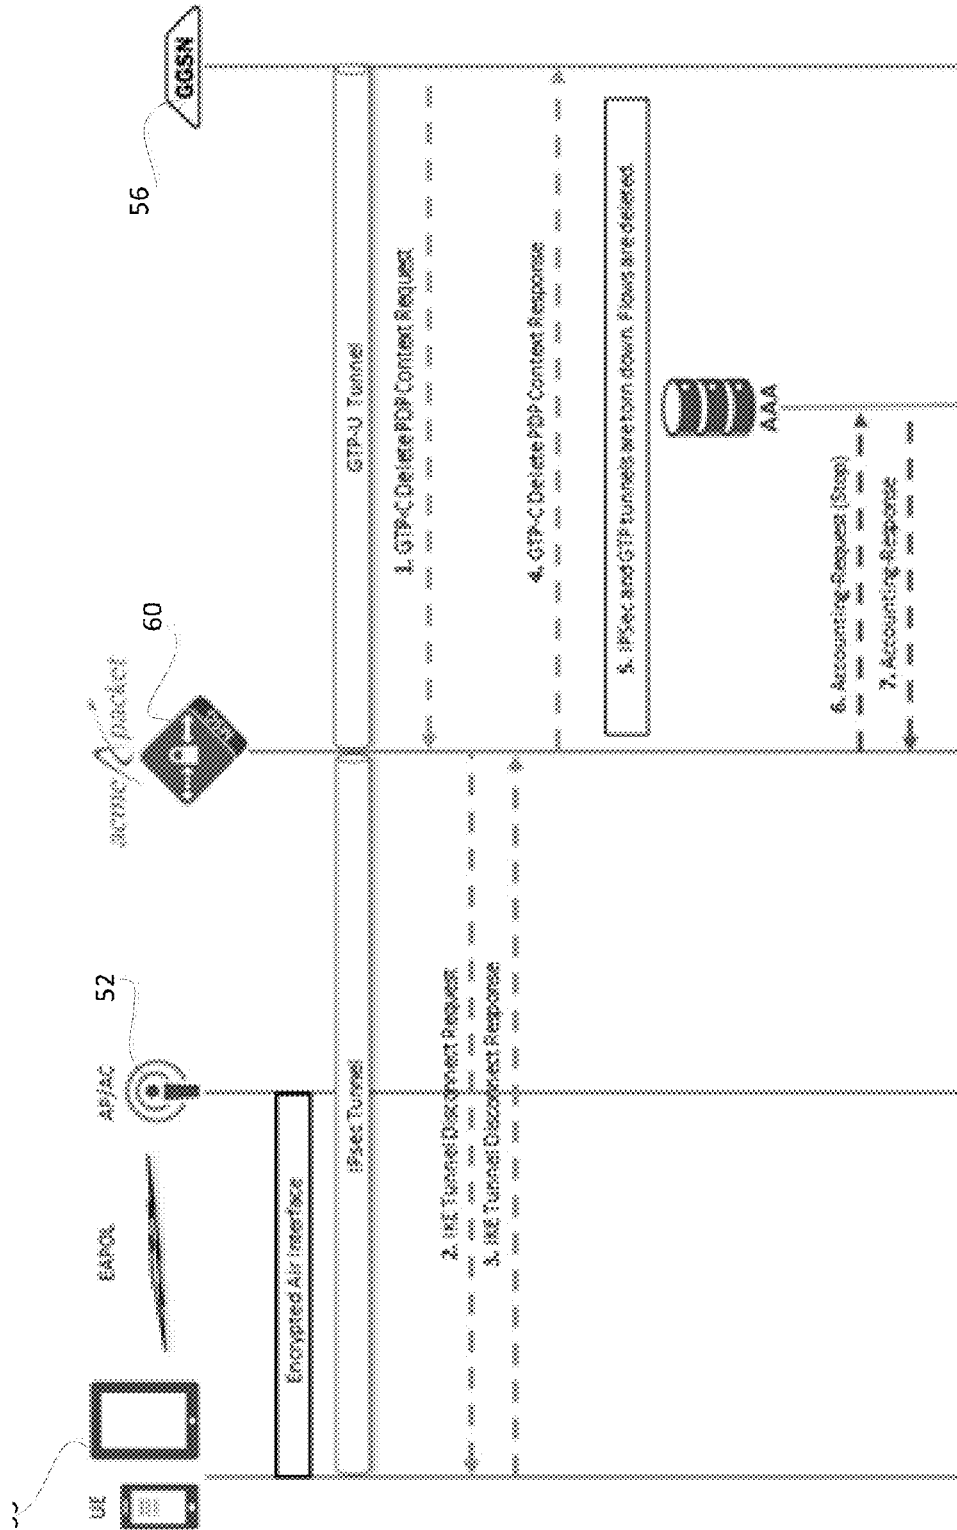 UE
EAPOL
AP/AC
52
acme packet
60
56
GGSN
Encrypted Air Interface
IPsec Tunnel
GTP-U Tunnel
1. GTP-C Delete PDP Context Request
2. IKE Tunnel Disconnect Request
3. IKE Tunnel Disconnect Response
4. GTP-C Delete PDP Context Response
5. IPSec and GTP tunnels are torn down. Flows are deleted.
AAA
6. Accounting-Request (Stop)
7. Accounting-Response